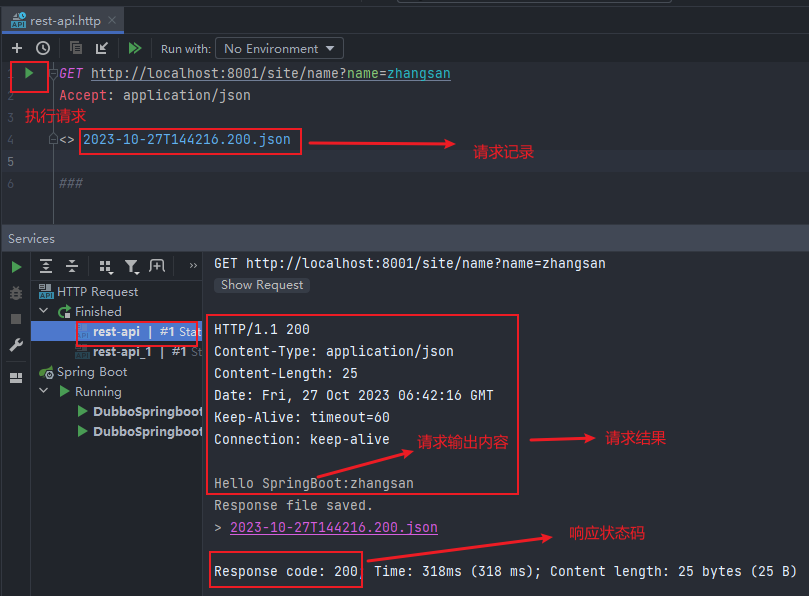 rest-api.http
Run with: No Environment
GET http://localhost:8001/site/name?name=zhangsan
2 Accept: application/json
3 执行请求
4 <> 2023-10-27T144216.200.json 请求记录
5
6 ###
Services
GET http://localhost:8001/site/name?name=zhangsan
Show Request
HTTP Request
Finished
rest-api | #1 Stat
rest-api_1 | #1 St
Spring Boot
Running
DubboSpringboot
DubboSpringboot
HTTP/1.1 200
Content-Type: application/json
Content-Length: 25
Date: Fri, 27 Oct 2023 06:42:16 GMT
Keep-Alive: timeout=60
Connection: keep-alive
请求输出内容 请求结果
Hello SpringBoot:zhangsan
Response file saved.
> 2023-10-27T144216.200.json
响应状态码
Response code: 200; Time: 318ms (318 ms); Content length: 25 bytes (25 B)